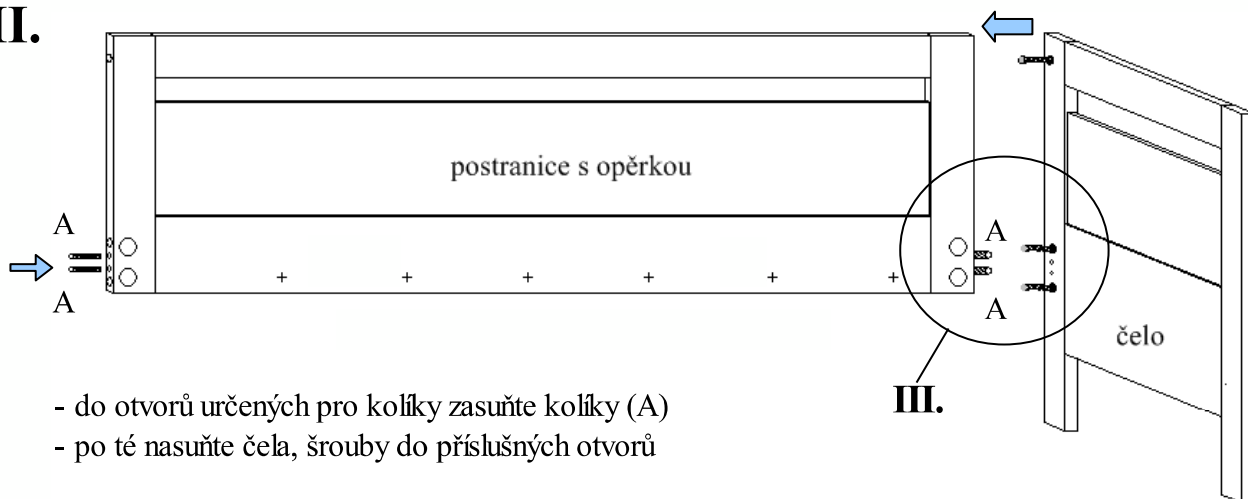 II.
postranice s opěrkou
A
A
A
A
čelo
III.
- do otvorů určených pro kolíky zasuňte kolíky (A)
- po té nasuňte čela, šrouby do příslušných otvorů